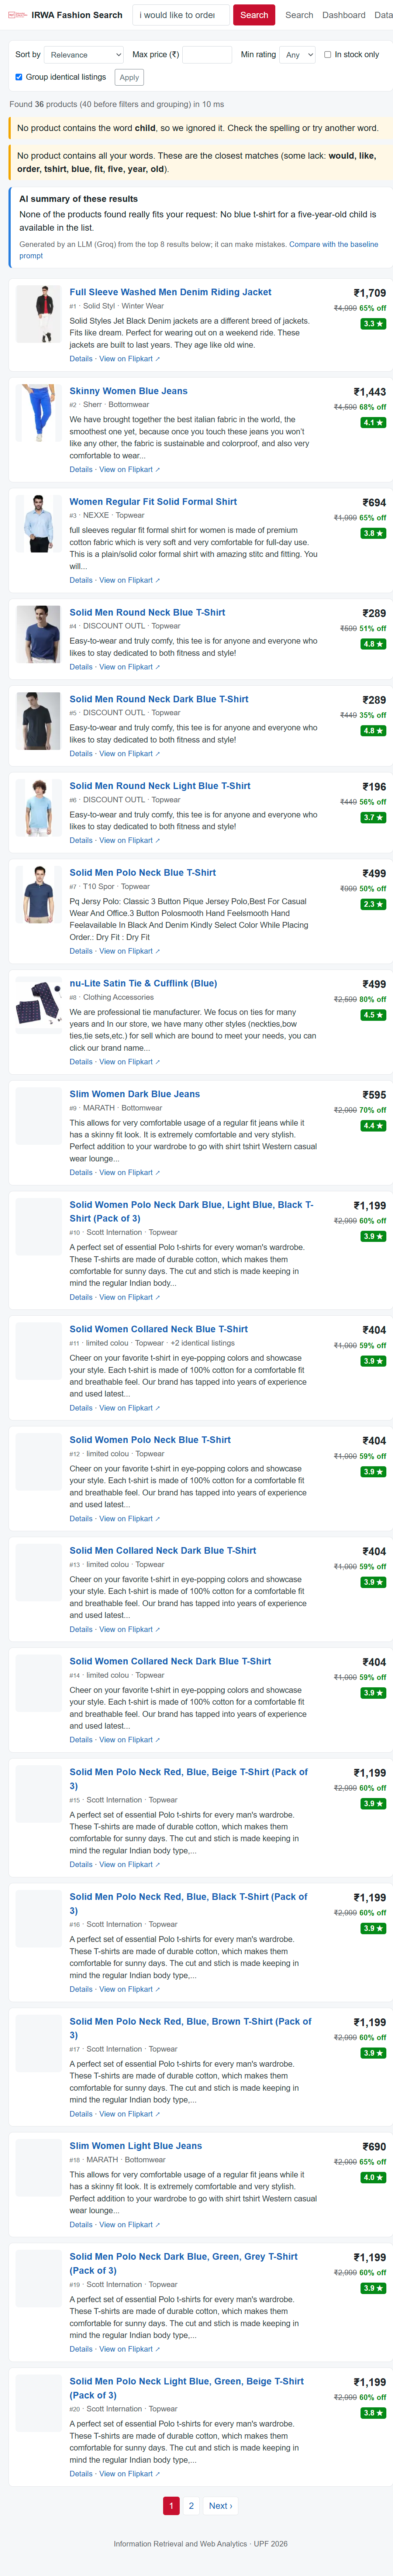 IRWA Fashion Search
i would like to order
Search
Search Dashboard Data
Sort by Relevance Max price (₹) Min rating Any In stock only
Group identical listings Apply
Found 36 products (40 before filters and grouping) in 10 ms
No product contains the word child, so we ignored it. Check the spelling or try another word.
No product contains all your words. These are the closest matches (some lack: would, like,
order, tshirt, blue, fit, five, year, old).
AI summary of these results
None of the products found really fits your request: No blue t-shirt for a five-year-old child is
available in the list.
Generated by an LLM (Groq) from the top 8 results below; it can make mistakes. Compare with the baseline
prompt
Full Sleeve Washed Men Denim Riding Jacket
₹1,709
#1 · Solid Styl · Winter Wear
₹4,999 65% off
Solid Styles Jet Black Denim jackets are a different breed of jackets.
3.3 ★
Fits like dream. Perfect for wearing out on a weekend ride. These
jackets are built to last years. They age like old wine.
Details · View on Flipkart ↗
Skinny Women Blue Jeans
₹1,443
#2 · Sherr · Bottomwear
₹4,599 68% off
We have brought together the best italian fabric in the world, the
4.1 ★
smoothest one yet, because once you touch these jeans you won't
like any other, the fabric is sustainable and colorproof, and also very
comfortable to wear...
Details · View on Flipkart ↗
Women Regular Fit Solid Formal Shirt
₹694
#3 · NEXXE · Topwear
₹1,999 65% off
full sleeves regular fit formal shirt for women is made of premium
3.8 ★
cotton fabric which is very soft and very comfortable for full-day use.
This is a plain/solid color formal shirt with amazing stitc and fitting. You
will...
Details · View on Flipkart ↗
Solid Men Round Neck Blue T-Shirt
₹289
#4 · DISCOUNT OUTL · Topwear
₹599 51% off
Easy-to-wear and truly comfy, this tee is for anyone and everyone who
4.8 ★
likes to stay dedicated to both fitness and style!
Details · View on Flipkart ↗
Solid Men Round Neck Dark Blue T-Shirt
₹289
#5 · DISCOUNT OUTL · Topwear
₹449 35% off
Easy-to-wear and truly comfy, this tee is for anyone and everyone who
4.8 ★
likes to stay dedicated to both fitness and style!
Details · View on Flipkart ↗
Solid Men Round Neck Light Blue T-Shirt
₹196
#6 · DISCOUNT OUTL · Topwear
₹449 56% off
Easy-to-wear and truly comfy, this tee is for anyone and everyone who
3.7 ★
likes to stay dedicated to both fitness and style!
Details · View on Flipkart ↗
Solid Men Polo Neck Blue T-Shirt
₹499
#7 · T10 Spor · Topwear
₹999 50% off
Pq Jersy Polo: Classic 3 Button Pique Jersey Polo,Best For Casual
2.3 ★
Wear And Office.3 Button Polosmooth Hand Feelsmooth Hand
Feelavailable In Black And Denim Kindly Select Color While Placing
Order.: Dry Fit : Dry Fit
Details · View on Flipkart ↗
nu-Lite Satin Tie & Cufflink (Blue)
₹499
#8 · Clothing Accessories
₹2,599 80% off
We are professional tie manufacturer. We focus on ties for many
4.5 ★
years and In our store, we have many other styles (neckties,bow
ties,tie sets,etc.) for sell which are bound to meet your needs, you can
click our brand name...
Details · View on Flipkart ↗
Slim Women Dark Blue Jeans
₹595
#9 · MARATH · Bottomwear
₹2,000 70% off
This allows for very comfortable usage of a regular fit jeans while it
4.4 ★
has a skinny fit look. It is extremely comfortable and very stylish.
Perfect addition to your wardrobe to go with shirt tshirt Western casual
wear lounge...
Details · View on Flipkart ↗
Solid Women Polo Neck Dark Blue, Light Blue, Black T-
Shirt (Pack of 3)
₹1,199
₹2,999 60% off
#10 · Scott Internation · Topwear
3.9 ★
A perfect set of essential Polo t-shirts for every woman's wardrobe.
These T-shirts are made of durable cotton, which makes them
comfortable for sunny days. The cut and stich is made keeping in
mind the regular Indian body...
Details · View on Flipkart ↗
Solid Women Collared Neck Blue T-Shirt
₹404
#11 · limited colou · Topwear · +2 identical listings
₹1,000 59% off
Cheer on your favorite t-shirt in eye-popping colors and showcase
3.9 ★
your style. Each t-shirt is made of 100% cotton for a comfortable fit
and breathable feel. Our brand has tapped into years of experience
and used latest...
Details · View on Flipkart ↗
Solid Women Polo Neck Blue T-Shirt
₹404
#12 · limited colou · Topwear
₹1,000 59% off
Cheer on your favorite t-shirt in eye-popping colors and showcase
3.9 ★
your style. Each t-shirt is made of 100% cotton for a comfortable fit
and breathable feel. Our brand has tapped into years of experience
and used latest...
Details · View on Flipkart ↗
Solid Men Collared Neck Dark Blue T-Shirt
₹404
#13 · limited colou · Topwear
₹1,000 59% off
Cheer on your favorite t-shirt in eye-popping colors and showcase
3.9 ★
your style. Each t-shirt is made of 100% cotton for a comfortable fit
and breathable feel. Our brand has tapped into years of experience
and used latest...
Details · View on Flipkart ↗
Solid Women Collared Neck Dark Blue T-Shirt
₹404
#14 · limited colou · Topwear
₹1,000 59% off
Cheer on your favorite t-shirt in eye-popping colors and showcase
3.9 ★
your style. Each t-shirt is made of 100% cotton for a comfortable fit
and breathable feel. Our brand has tapped into years of experience
and used latest...
Details · View on Flipkart ↗
Solid Men Polo Neck Red, Blue, Beige T-Shirt (Pack of
3)
₹1,199
₹2,999 60% off
#15 · Scott Internation · Topwear
3.9 ★
A perfect set of essential Polo t-shirts for every man's wardrobe.
These T-shirts are made of durable cotton, which makes them
comfortable for sunny days. The cut and stich is made keeping in
mind the regular Indian body type,...
Details · View on Flipkart ↗
Solid Men Polo Neck Red, Blue, Black T-Shirt (Pack of
3)
₹1,199
₹2,999 60% off
#16 · Scott Internation · Topwear
3.9 ★
A perfect set of essential Polo t-shirts for every man's wardrobe.
These T-shirts are made of durable cotton, which makes them
comfortable for sunny days. The cut and stich is made keeping in
mind the regular Indian body type,...
Details · View on Flipkart ↗
Solid Men Polo Neck Red, Blue, Brown T-Shirt (Pack of
3)
₹1,199
₹2,999 60% off
#17 · Scott Internation · Topwear
3.9 ★
A perfect set of essential Polo t-shirts for every man's wardrobe.
These T-shirts are made of durable cotton, which makes them
comfortable for sunny days. The cut and stich is made keeping in
mind the regular Indian body type,...
Details · View on Flipkart ↗
Slim Women Light Blue Jeans
₹690
#18 · MARATH · Bottomwear
₹2,000 65% off
This allows for very comfortable usage of a regular fit jeans while it
4.0 ★
has a skinny fit look. It is extremely comfortable and very stylish.
Perfect addition to your wardrobe to go with shirt tshirt Western casual
wear lounge...
Details · View on Flipkart ↗
Solid Men Polo Neck Dark Blue, Green, Grey T-Shirt
(Pack of 3)
₹1,199
₹2,999 60% off
#19 · Scott Internation · Topwear
3.9 ★
A perfect set of essential Polo t-shirts for every man's wardrobe.
These T-shirts are made of durable cotton, which makes them
comfortable for sunny days. The cut and stich is made keeping in
mind the regular Indian body type,...
Details · View on Flipkart ↗
Solid Men Polo Neck Light Blue, Green, Beige T-Shirt
(Pack of 3)
₹1,199
₹2,999 60% off
#20 · Scott Internation · Topwear
3.8 ★
A perfect set of essential Polo t-shirts for every man's wardrobe.
These T-shirts are made of durable cotton, which makes them
comfortable for sunny days. The cut and stich is made keeping in
mind the regular Indian body type,...
Details · View on Flipkart ↗
1 2 Next ›
Information Retrieval and Web Analytics · UPF 2026